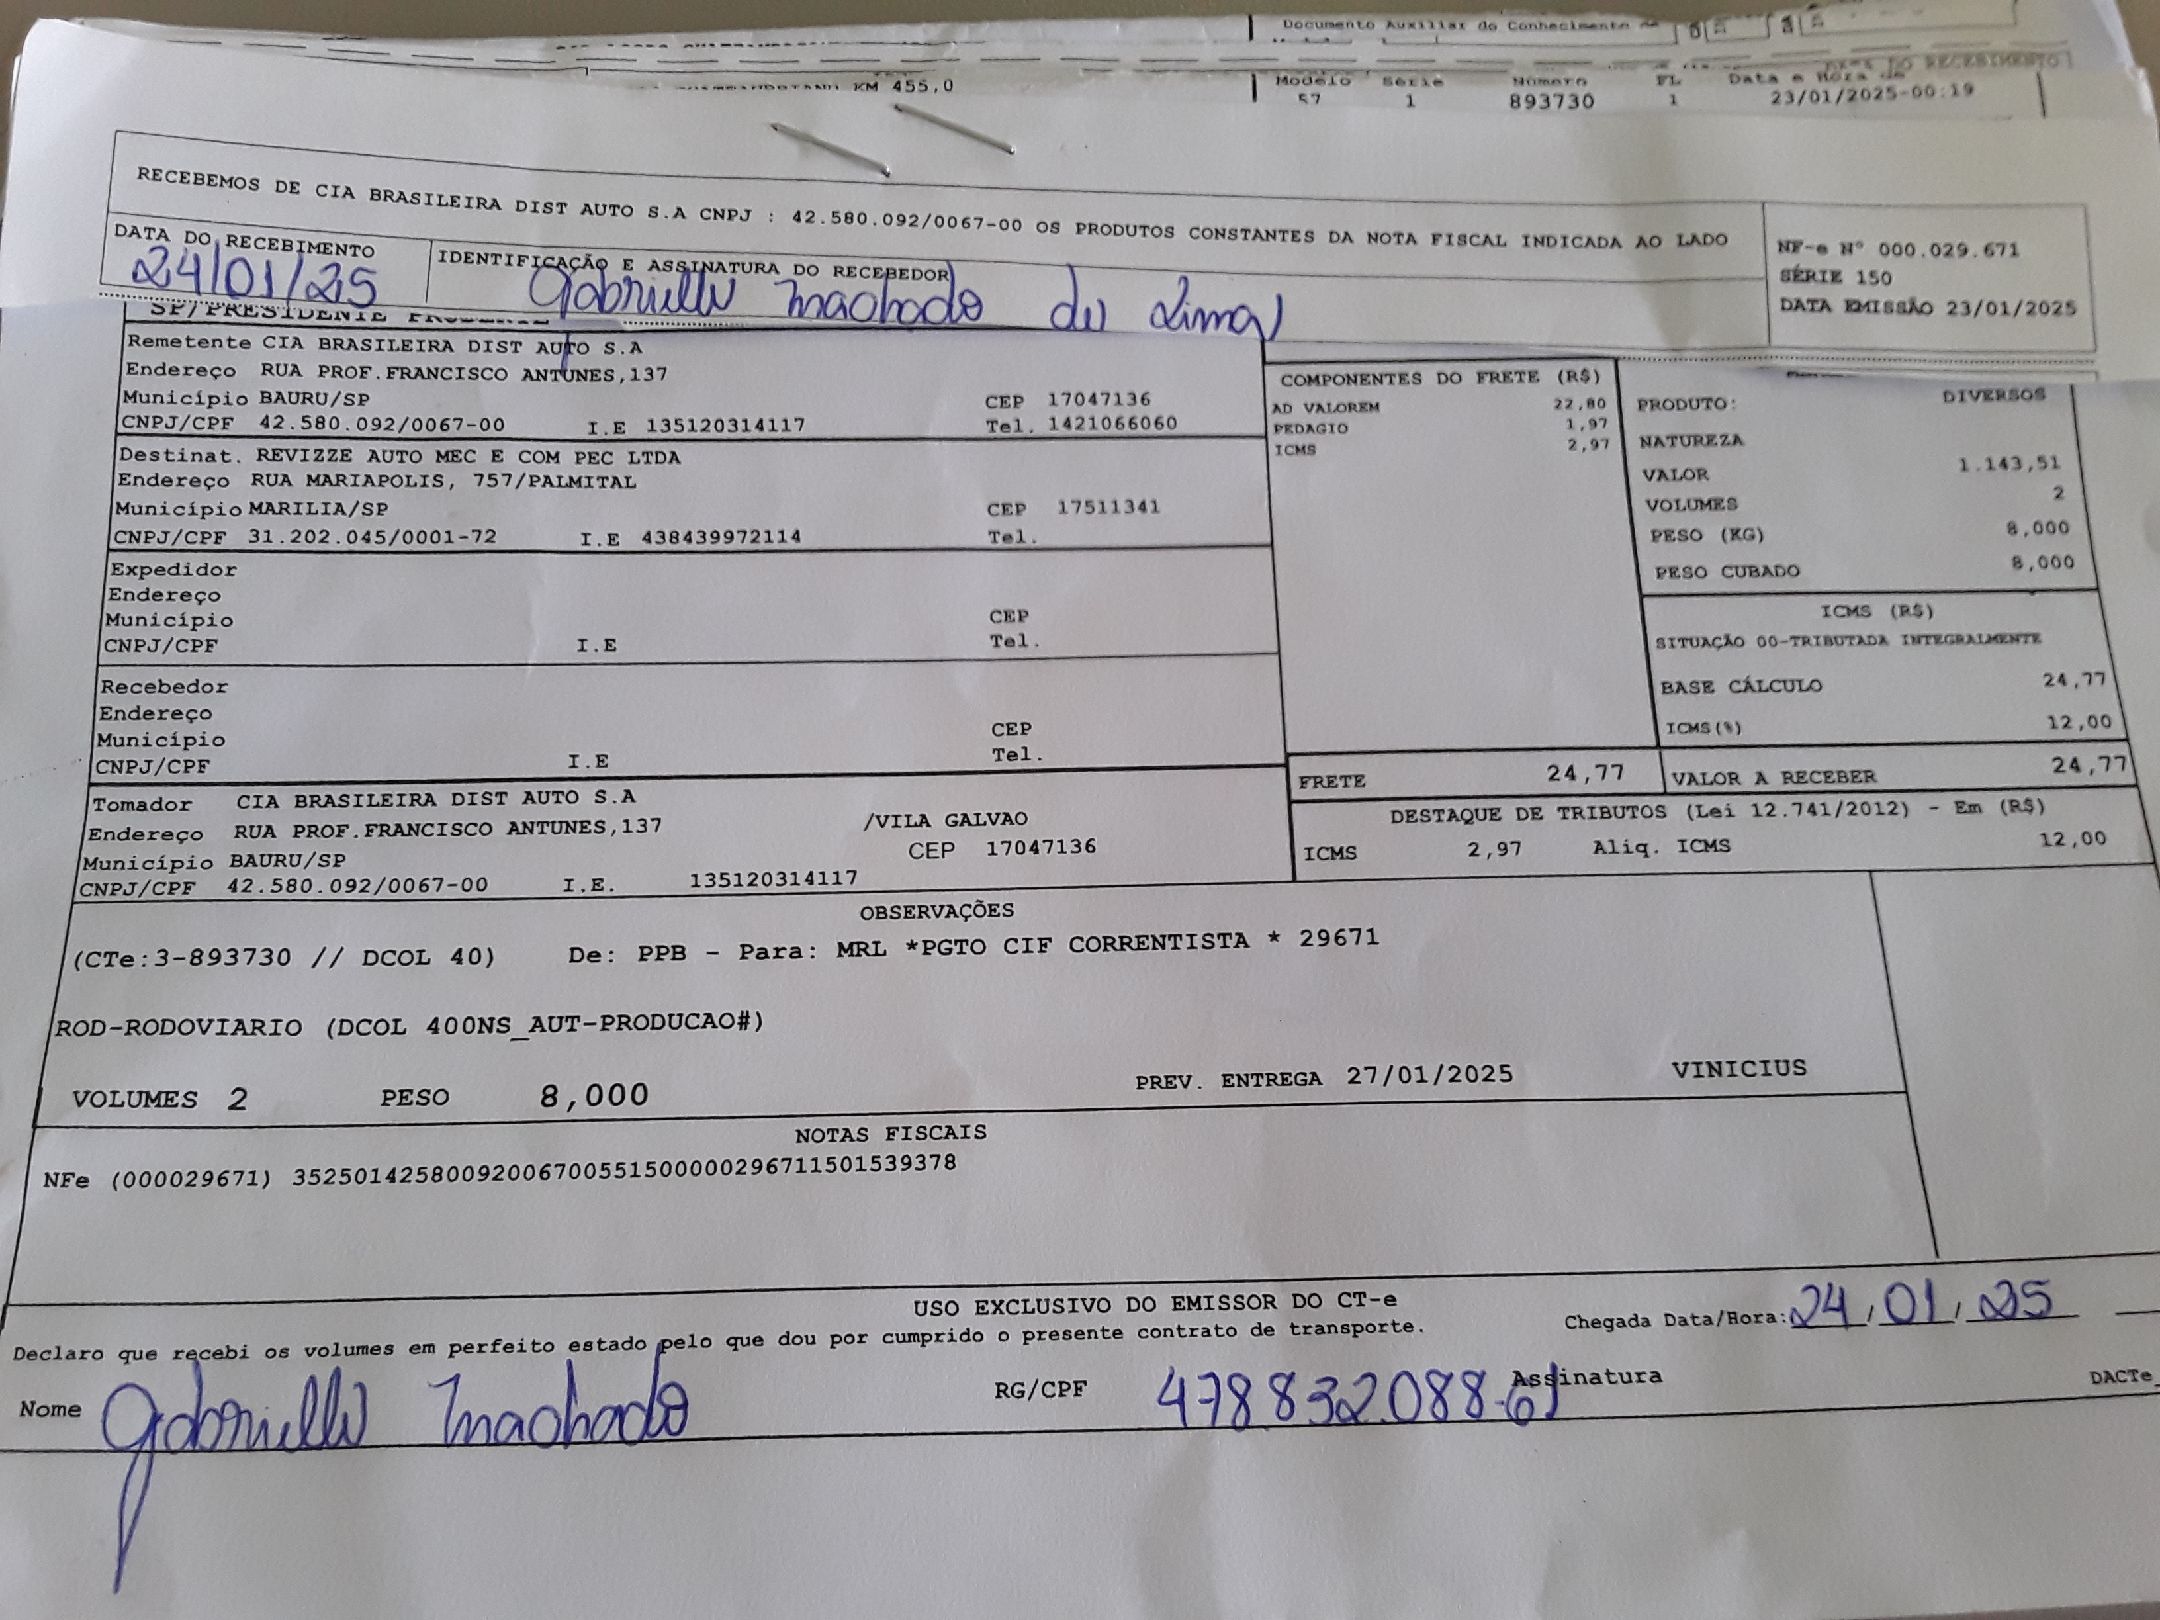 Documento Auxiliar do Conhecimento de
KM 455,0
Modelo Série Número FL Data e Hora de
57 1 893730 1 23/01/2025-00:19
RECEBEMOS DE CIA BRASILEIRA DIST AUTO S.A CNPJ : 42.580.092/0067-00 OS PRODUTOS CONSTANTES DA NOTA FISCAL INDICADA AO LADO
NF-e Nº 000.029.671
SÉRIE 150
DATA EMISSÃO 23/01/2025
DATA DO RECEBIMENTO IDENTIFICAÇÃO E ASSINATURA DO RECEBEDOR
24/01/25 Gabrielly Machado de Lima
SP/PRESIDENTE
Remetente CIA BRASILEIRA DIST AUTO S.A
Endereço RUA PROF.FRANCISCO ANTUNES,137
Município BAURU/SP CEP 17047136
CNPJ/CPF 42.580.092/0067-00 I.E 135120314117 Tel. 1421066060
Destinat. REVIZZE AUTO MEC E COM PEC LTDA
Endereço RUA MARIAPOLIS, 757/PALMITAL
Município MARILIA/SP CEP 17511341
CNPJ/CPF 31.202.045/0001-72 I.E 438439972114 Tel.
Expedidor
Endereço
Município CEP
CNPJ/CPF I.E Tel.
Recebedor
Endereço
Município CEP
CNPJ/CPF I.E Tel.
Tomador CIA BRASILEIRA DIST AUTO S.A
Endereço RUA PROF.FRANCISCO ANTUNES,137 /VILA GALVAO
Município BAURU/SP CEP 17047136
CNPJ/CPF 42.580.092/0067-00 I.E. 135120314117
COMPONENTES DO FRETE (R$)
AD VALOREM 22,80
PEDAGIO 1,97
ICMS 2,97
PRODUTO: DIVERSOS
NATUREZA
VALOR 1.143,51
VOLUMES 2
PESO (KG) 8,000
PESO CUBADO 8,000
ICMS (R$)
SITUAÇÃO 00-TRIBUTADA INTEGRALMENTE
BASE CÁLCULO 24,77
ICMS(%) 12,00
FRETE 24,77 VALOR A RECEBER 24,77
DESTAQUE DE TRIBUTOS (Lei 12.741/2012) - Em (R$)
ICMS 2,97 Aliq. ICMS 12,00
OBSERVAÇÕES
(CTe:3-893730 // DCOL 40) De: PPB - Para: MRL *PGTO CIF CORRENTISTA * 29671
ROD-RODOVIARIO (DCOL 400NS_AUT-PRODUCAO#)
VOLUMES 2 PESO 8,000 PREV. ENTREGA 27/01/2025 VINICIUS
NOTAS FISCAIS
NFe (000029671) 35250142580092006700551500000296711501539378
USO EXCLUSIVO DO EMISSOR DO CT-e
Declaro que recebi os volumes em perfeito estado pelo que dou por cumprido o presente contrato de transporte. Chegada Data/Hora: 24/01/25
Nome Gabrielly Machado RG/CPF 478832088-61 Assinatura DACTe_